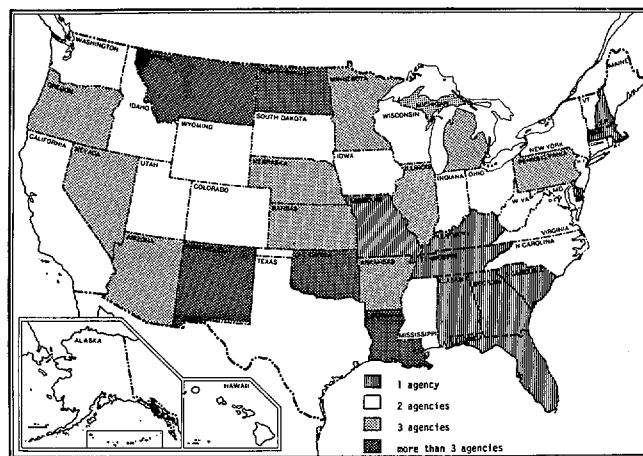 WASHINGTON
MAINE
OREGON
MINNESOTA
VT
IDAHO
SOUTH DAKOTA
WISCONSIN
WYOMING
NEW YORK
CALIFORNIA
NEVADA
NEBRASKA
IOWA
ILLINOIS
INDIANA
OHIO
PENNSYLVANIA
UTAH
COLORADO
KANSAS
W VA
MD
VIRGINIA
N CAROLINA
ARIZONA
TEXAS
ARKANSAS
MISSISSIPPI
ALASKA
HAWAII
1 agency
2 agencies
3 agencies
more than 3 agencies